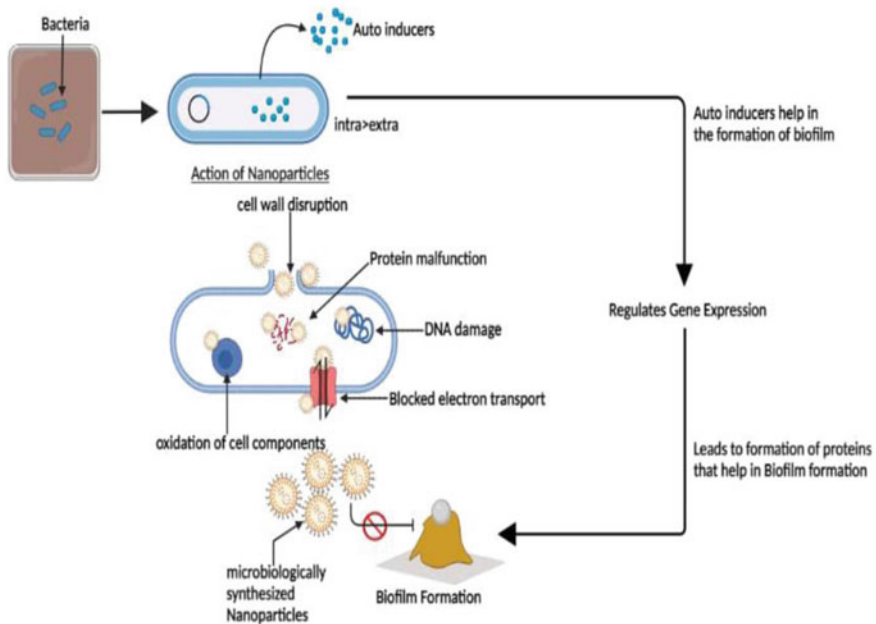 Bacteria
Auto inducers
intra>extra
Auto inducers help in
the formation of biofilm
Action of Nanoparticles
cell wall disruption
Protein malfunction
DNA damage
Regulates Gene Expression
Blocked electron transport
oxidation of cell components
Leads to formation of proteins
that help in Biofilm formation
microbiologically
synthesized
Nanoparticles
Biofilm Formation